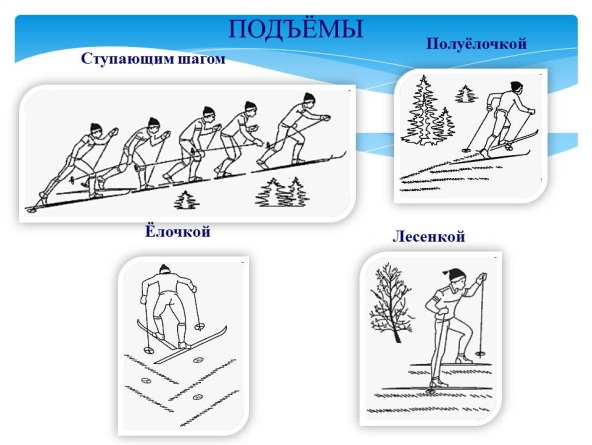 ПОДЪЁМЫ
Ступающим шагом
Полуёлочкой
Ёлочкой
Лесенкой